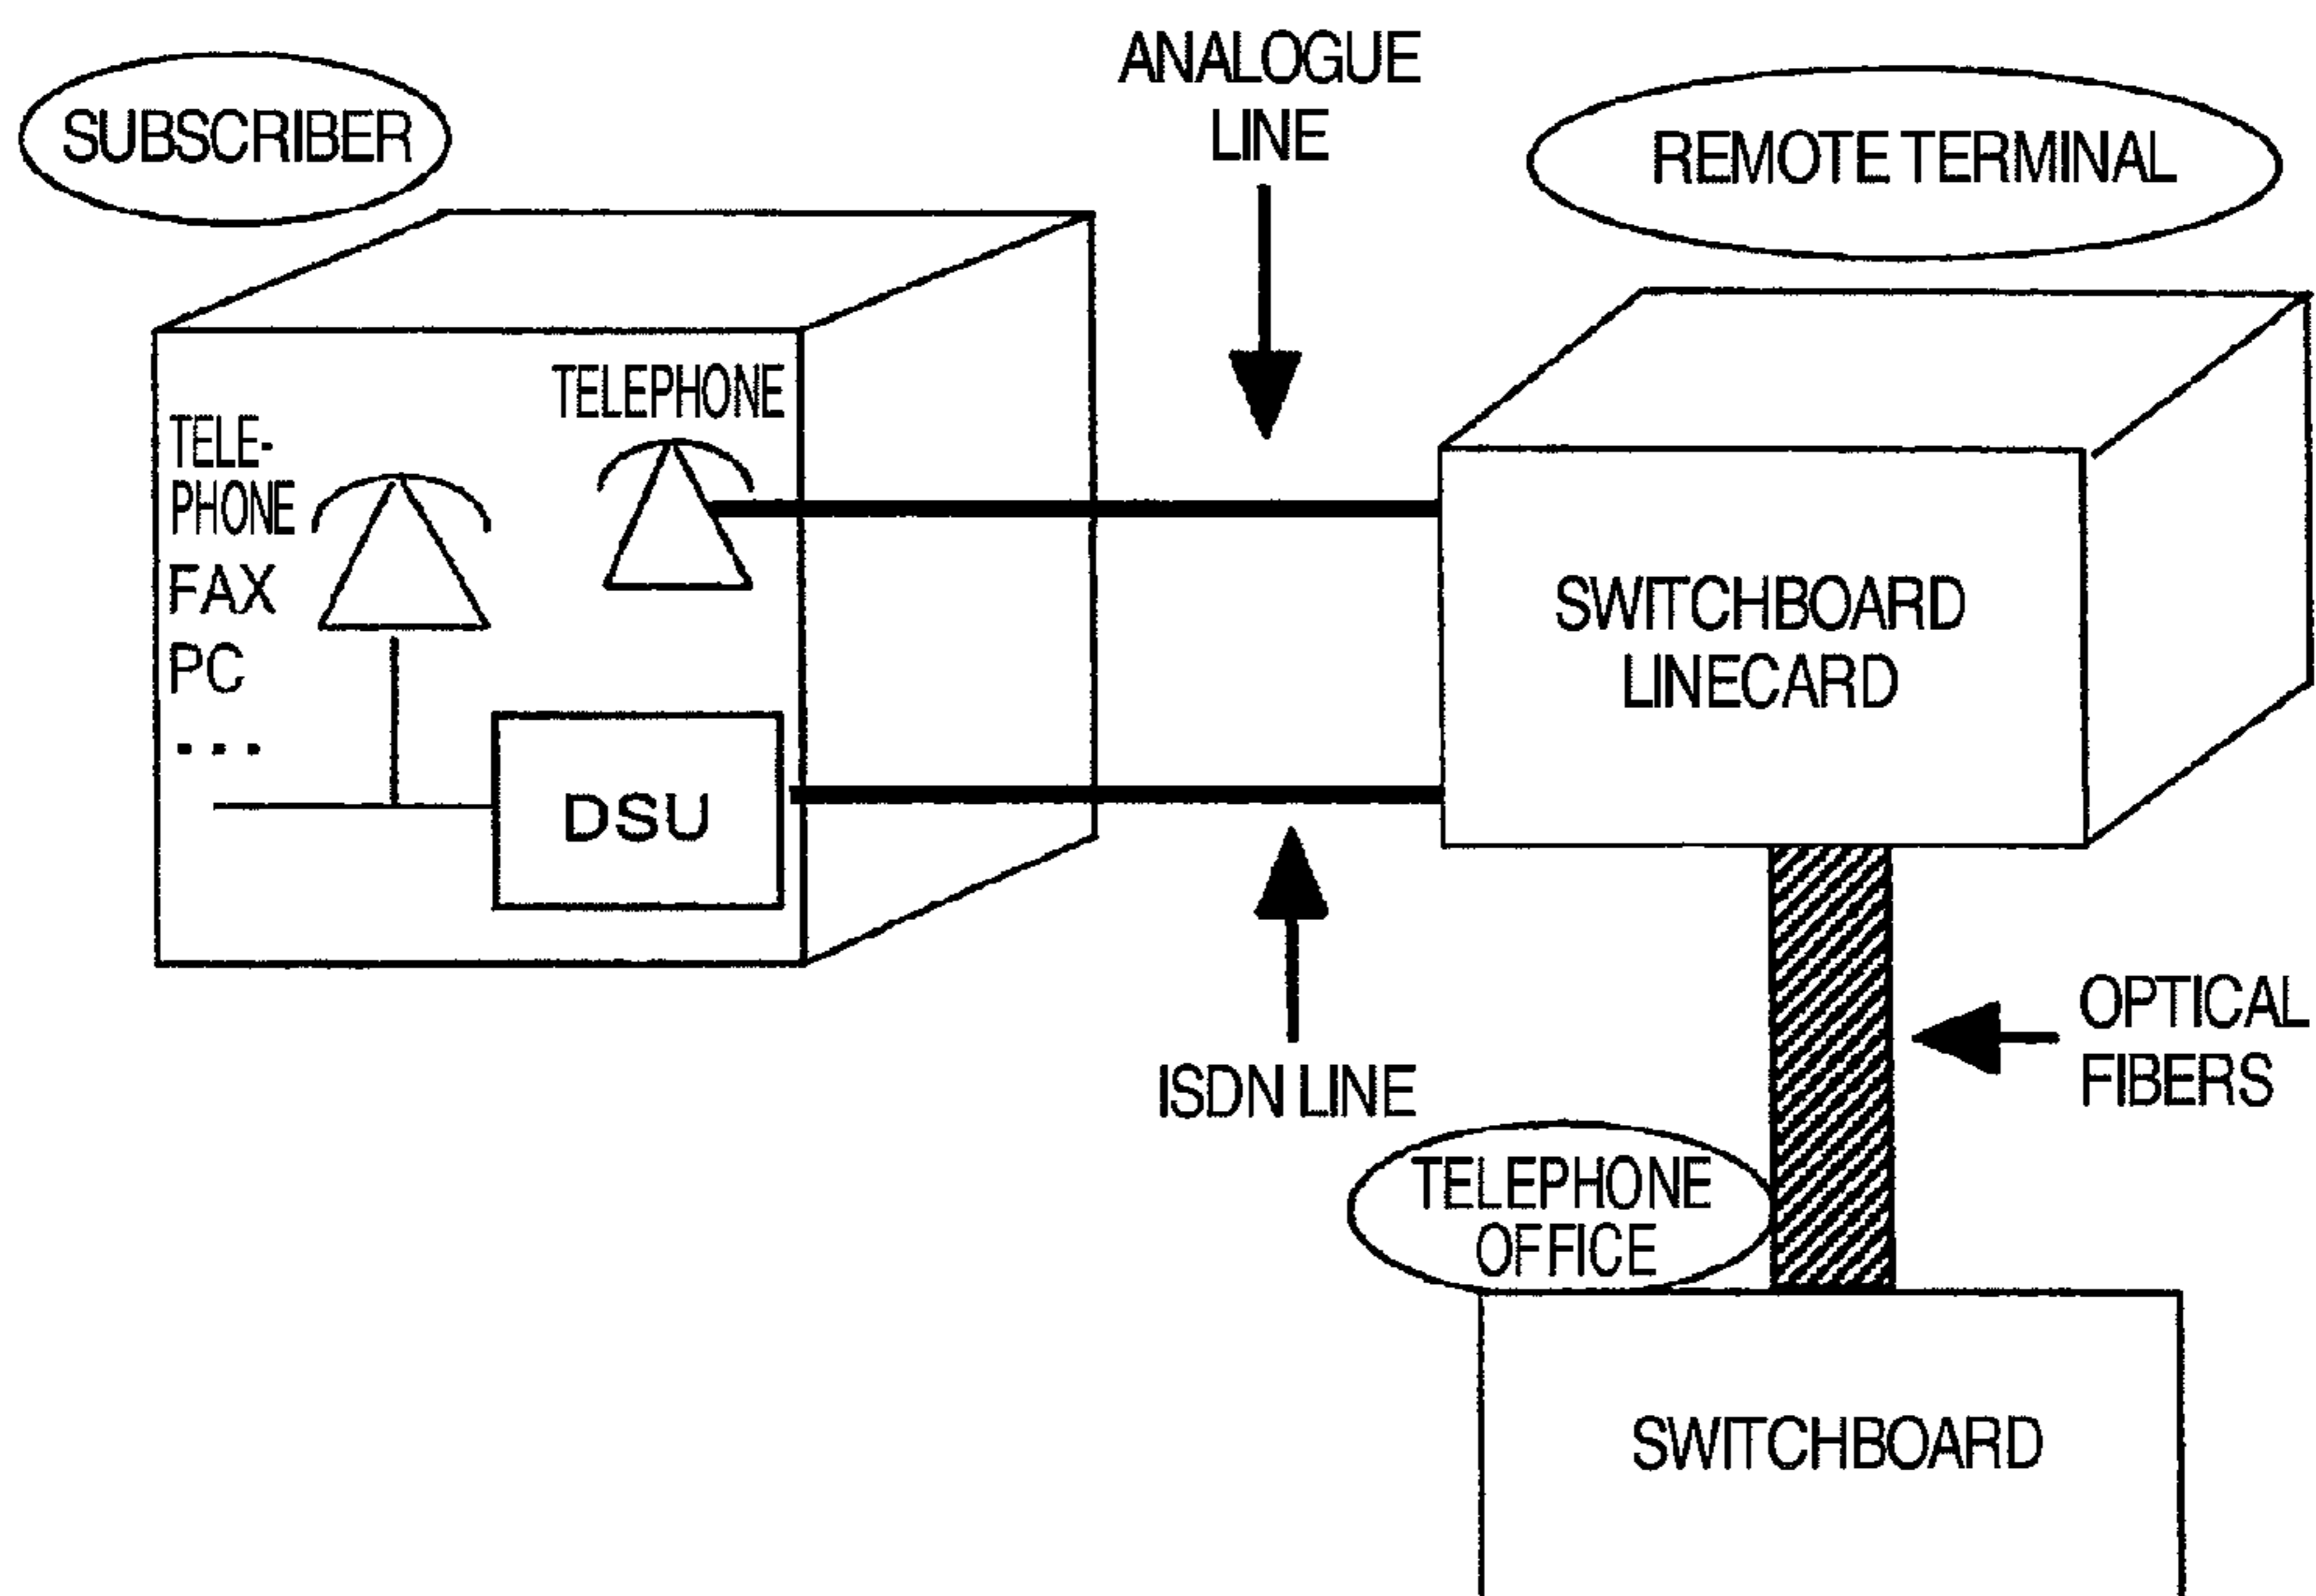 SUBSCRIBER
ANALOGUE
LINE
REMOTE TERMINAL
TELEPHONE
TELE-
PHONE
FAX
PC
...
DSU
SWITCHBOARD
LINECARD
ISDN LINE
OPTICAL
FIBERS
TELEPHONE
OFFICE
SWITCHBOARD